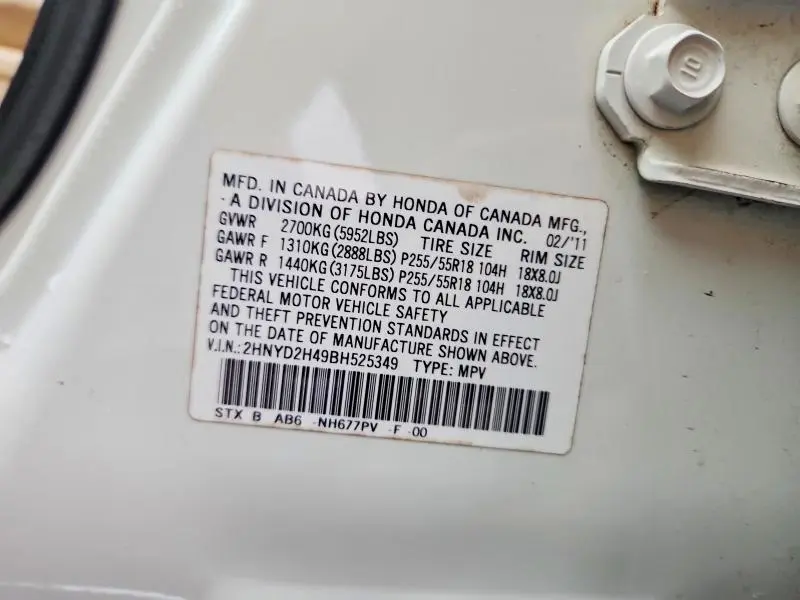 10
MFD. IN CANADA BY HONDA OF CANADA MFG.,
A DIVISION OF HONDA CANADA INC. 02/'11
GVWR 2700KG(5952LBS) TIRE SIZE RIM SIZE
GAWR F 1310KG(2888LBS) P255/55R18 104H 18X8.0J
GAWR R 1440KG(3175LBS) P255/55R18 104H 18X8.0J
THIS VEHICLE CONFORMS TO ALL APPLICABLE
FEDERAL MOTOR VEHICLE SAFETY
AND THEFT PREVENTION STANDARDS IN EFFECT
ON THE DATE OF MANUFACTURE SHOWN ABOVE.
V.I.N.:2HNYD2H49BH525349 TYPE: MPV
STX B AB6 -NH677PV -F -00